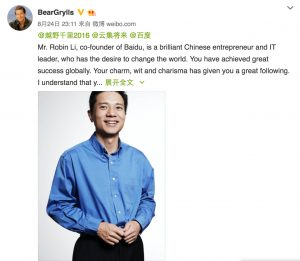 BearGrylls
8月24日 23:11 来自 微博 weibo.com
@越野千里2016 @云集将来 @百度
Mr. Robin Li, co-founder of Baidu, is a brilliant Chinese entrepreneur and IT
leader, who has the desire to change the world. You have achieved great
success globally. Your charm, wit and charisma has given you a great following.
I understand that y... 展开全文